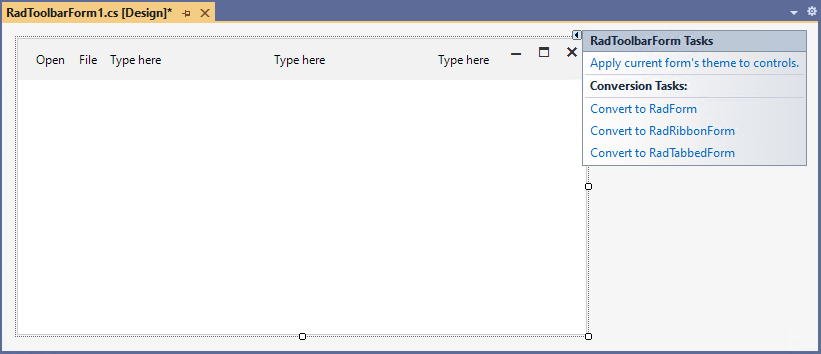 RadToolbarForm1.cs [Design]*
Open File Type here Type here Type here
RadToolbarForm Tasks
Apply current form's theme to controls.
Conversion Tasks:
Convert to RadForm
Convert to RadRibbonForm
Convert to RadTabbedForm